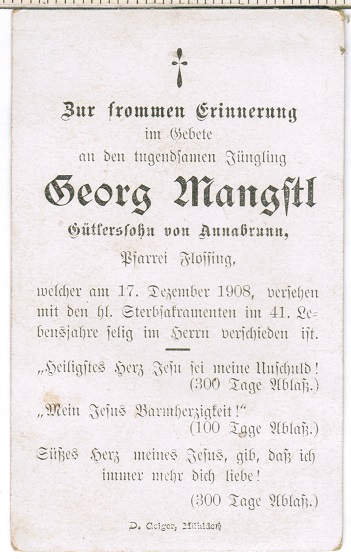 Zur frommen Erinnerung
im Gebete
an den tugendsamen Jüngling
Georg Mangstl
Gütlerssohn von Annabrunn,
Pfarrei Flossing,
welcher am 17. Dezember 1908, versehen
mit den hl. Sterbsakramenten im 41. Le-
bensjahre selig im Herrn verschieden ist.
„Heiligstes Herz Jesu sei meine Unschuld!
(300 Tage Ablaß.)
„Mein Jesus Barmherzigkeit!"
(100 Tage Ablaß.)
Süßes Herz meines Jesus, gib, daß ich
immer mehr dich liebe!
(300 Tage Ablaß.)
D. Geiger, Mühldorf